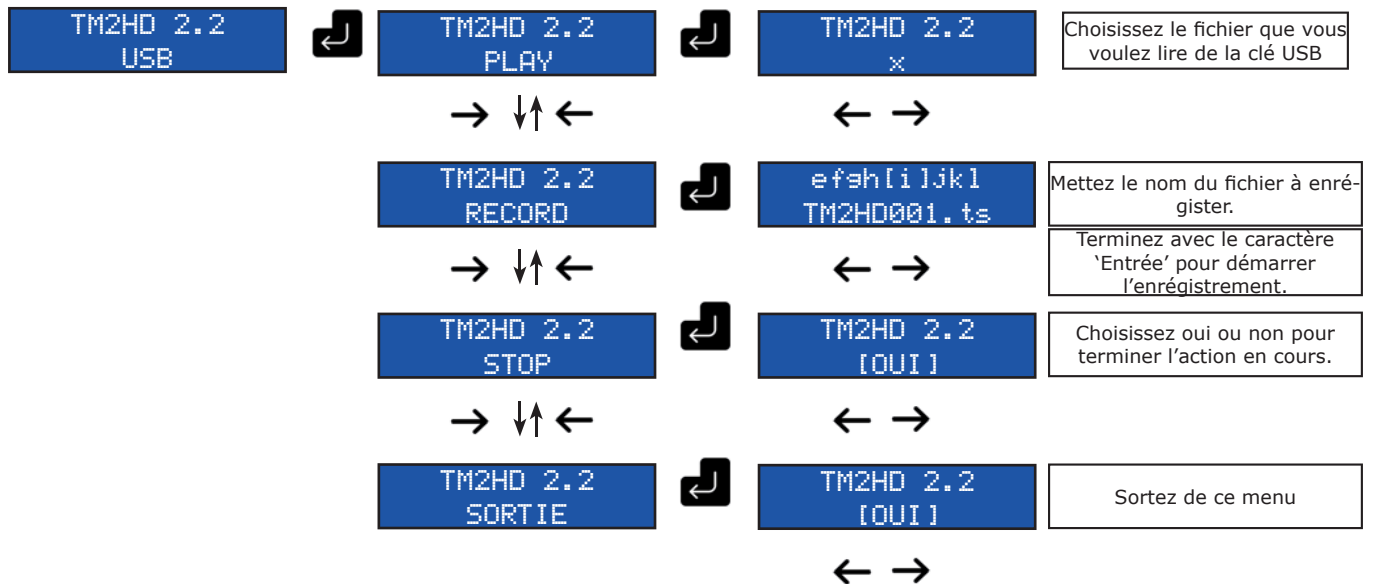 TM2HD 2.2
USB
TM2HD 2.2
PLAY
TM2HD 2.2
x
Choisissez le fichier que vous
voulez lire de la clé USB
TM2HD 2.2
RECORD
efgh[i]jkl
TM2HD001.ts
Mettez le nom du fichier à enré-
gister.
Terminez avec le caractère
‘Entrée’ pour démarrer
l’enrégistrement.
TM2HD 2.2
STOP
TM2HD 2.2
[OUI]
Choisissez oui ou non pour
terminer l’action en cours.
TM2HD 2.2
SORTIE
TM2HD 2.2
[OUI]
Sortez de ce menu